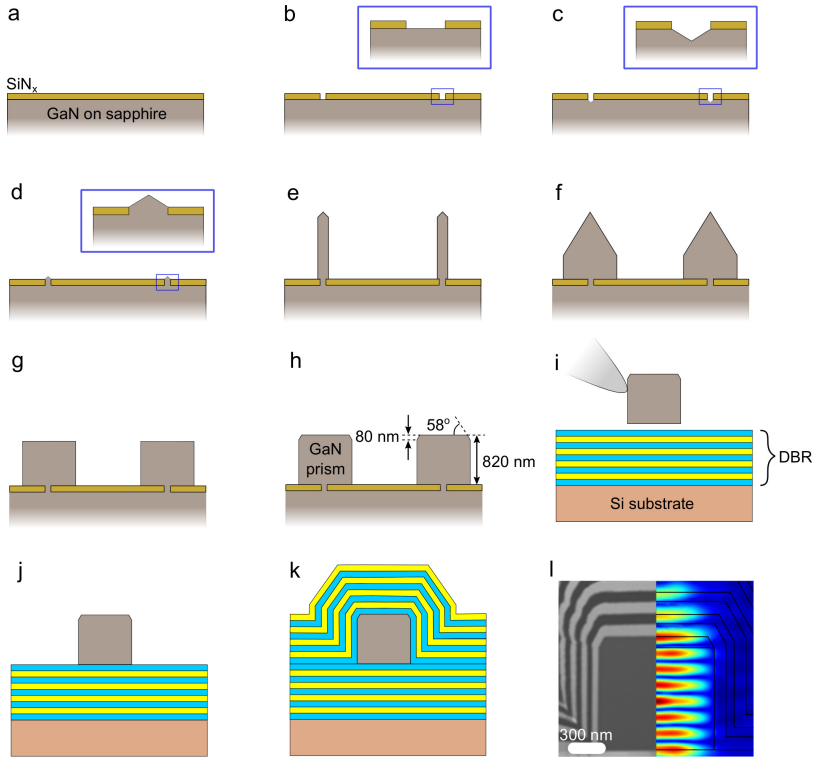 a
b
c
SiNx
GaN on sapphire
d
e
f
g
h
i
80 nm
58°
GaN
prism
820 nm
DBR
Si substrate
j
k
l
300 nm